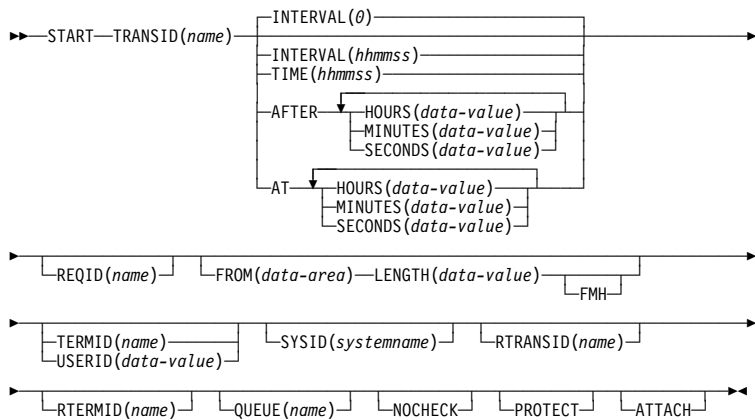 INTERVAL(0)
START TRANSID(name)
INTERVAL(hhmmss)
TIME(hhmmss)
AFTER HOURS(data-value)
MINUTES(data-value)
SECONDS(data-value)
AT HOURS(data-value)
MINUTES(data-value)
SECONDS(data-value)
REQID(name) FROM(data-area) LENGTH(data-value)
FMH
TERMID(name) SYSID(systemname) RTRANSID(name)
USERID(data-value)
RTERMID(name) QUEUE(name) NOCHECK PROTECT ATTACH